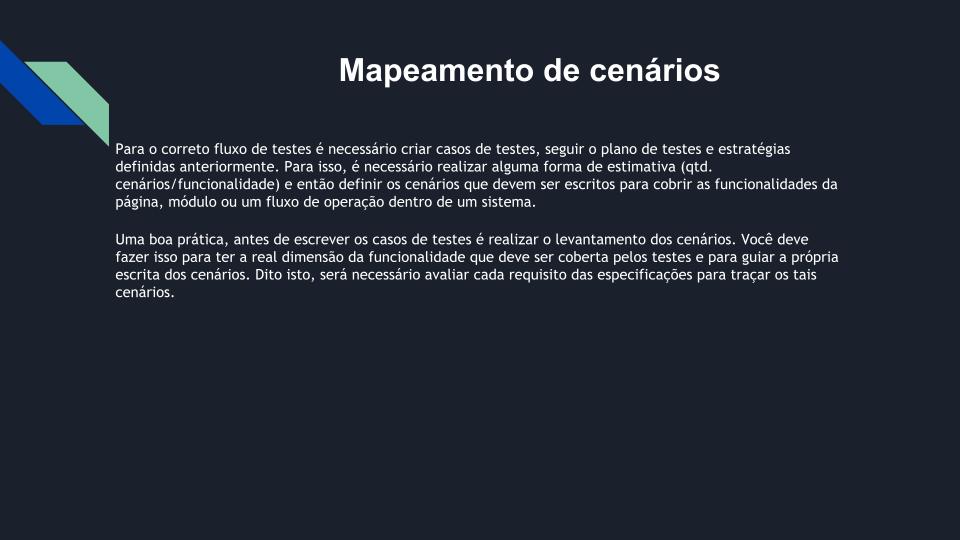 Mapeamento de cenários
Para o correto fluxo de testes é necessário criar casos de testes, seguir o plano de testes e estratégias
definidas anteriormente. Para isso, é necessário realizar alguma forma de estimativa (qtd.
cenários/funcionalidade) e então definir os cenários que devem ser escritos para cobrir as funcionalidades da
página, módulo ou um fluxo de operação dentro de um sistema.
Uma boa prática, antes de escrever os casos de testes é realizar o levantamento dos cenários. Você deve
fazer isso para ter a real dimensão da funcionalidade que deve ser coberta pelos testes e para guiar a própria
escrita dos cenários. Dito isto, será necessário avaliar cada requisito das especificações para traçar os tais
cenários.